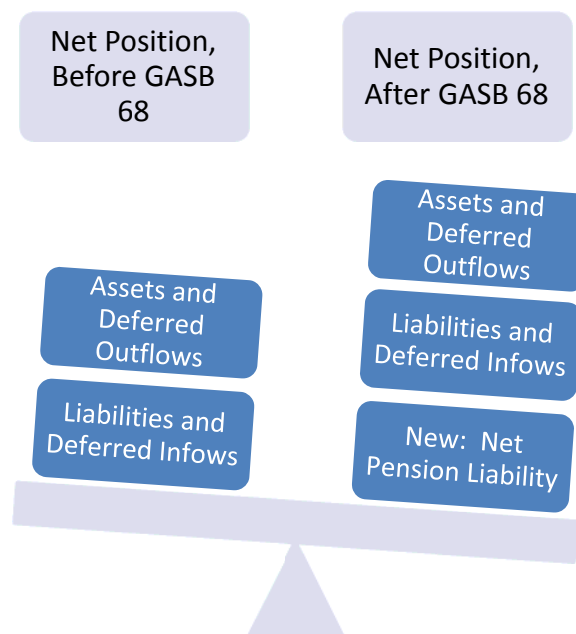 Net Position,
Before GASB
68
Net Position,
After GASB 68
Assets and
Deferred
Outflows
Liabilities and
Deferred Infows
Assets and
Deferred
Outflows
Liabilities and
Deferred Infows
New:  Net
Pension Liability